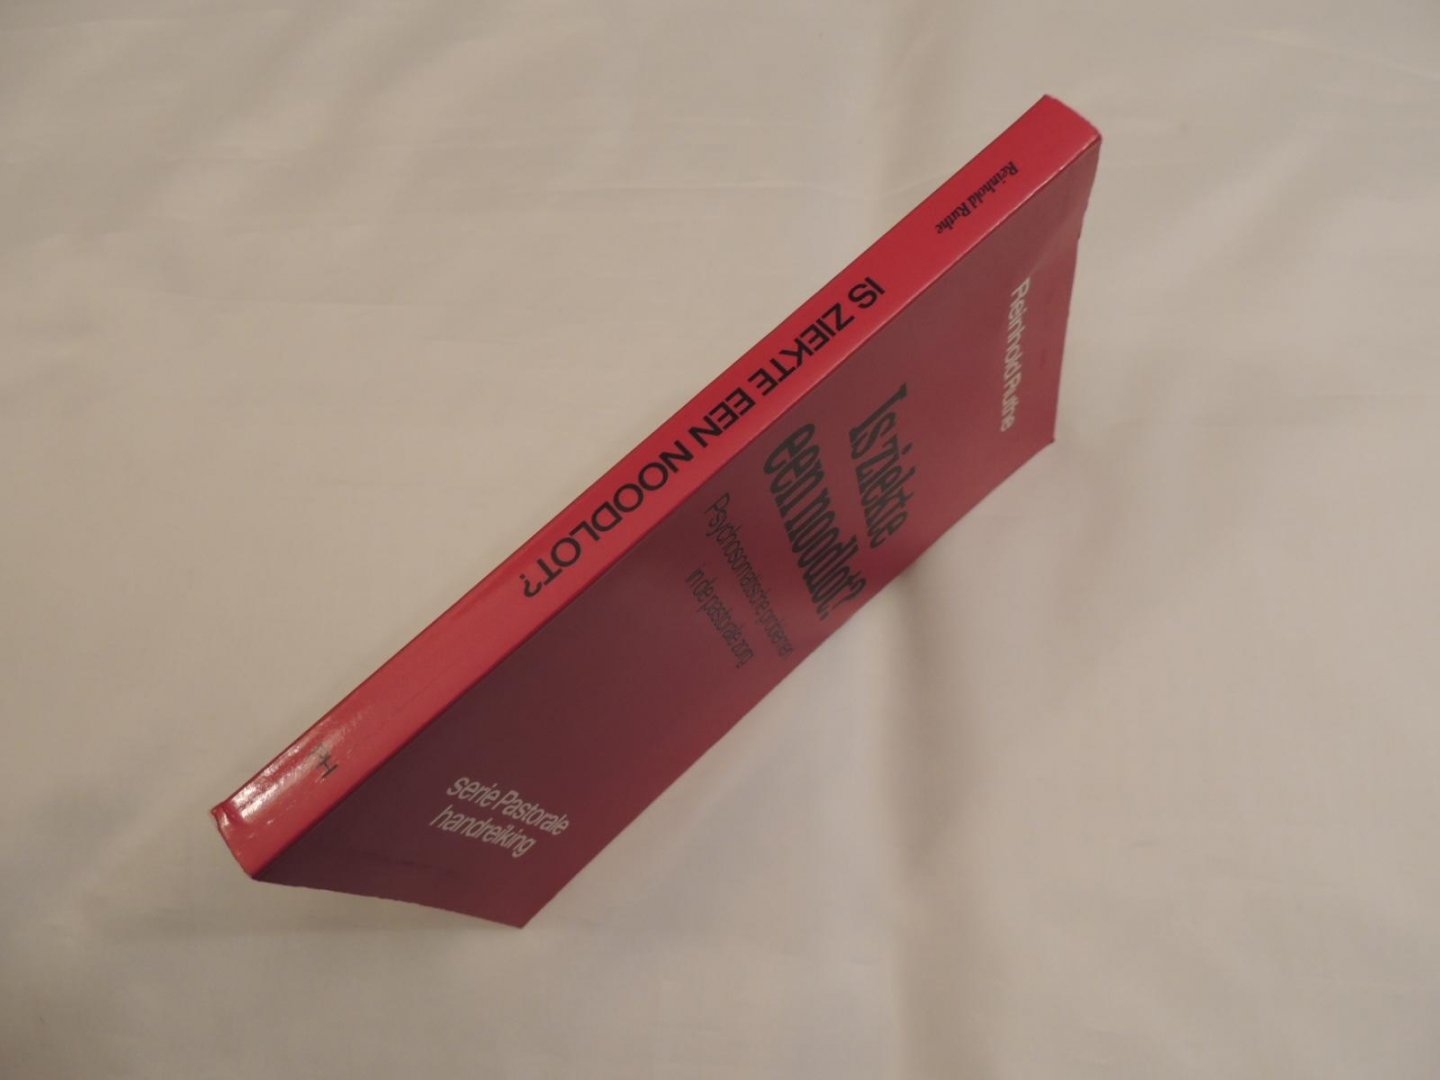 Reinhold Ruthe
IS ZIEKTE EEN NOODLOT?
Reinhold Ruthe
Is ziekte
een noodlot?
Psychosomatische problemen
in de pastorale zorg
serie Pastorale
handreiking